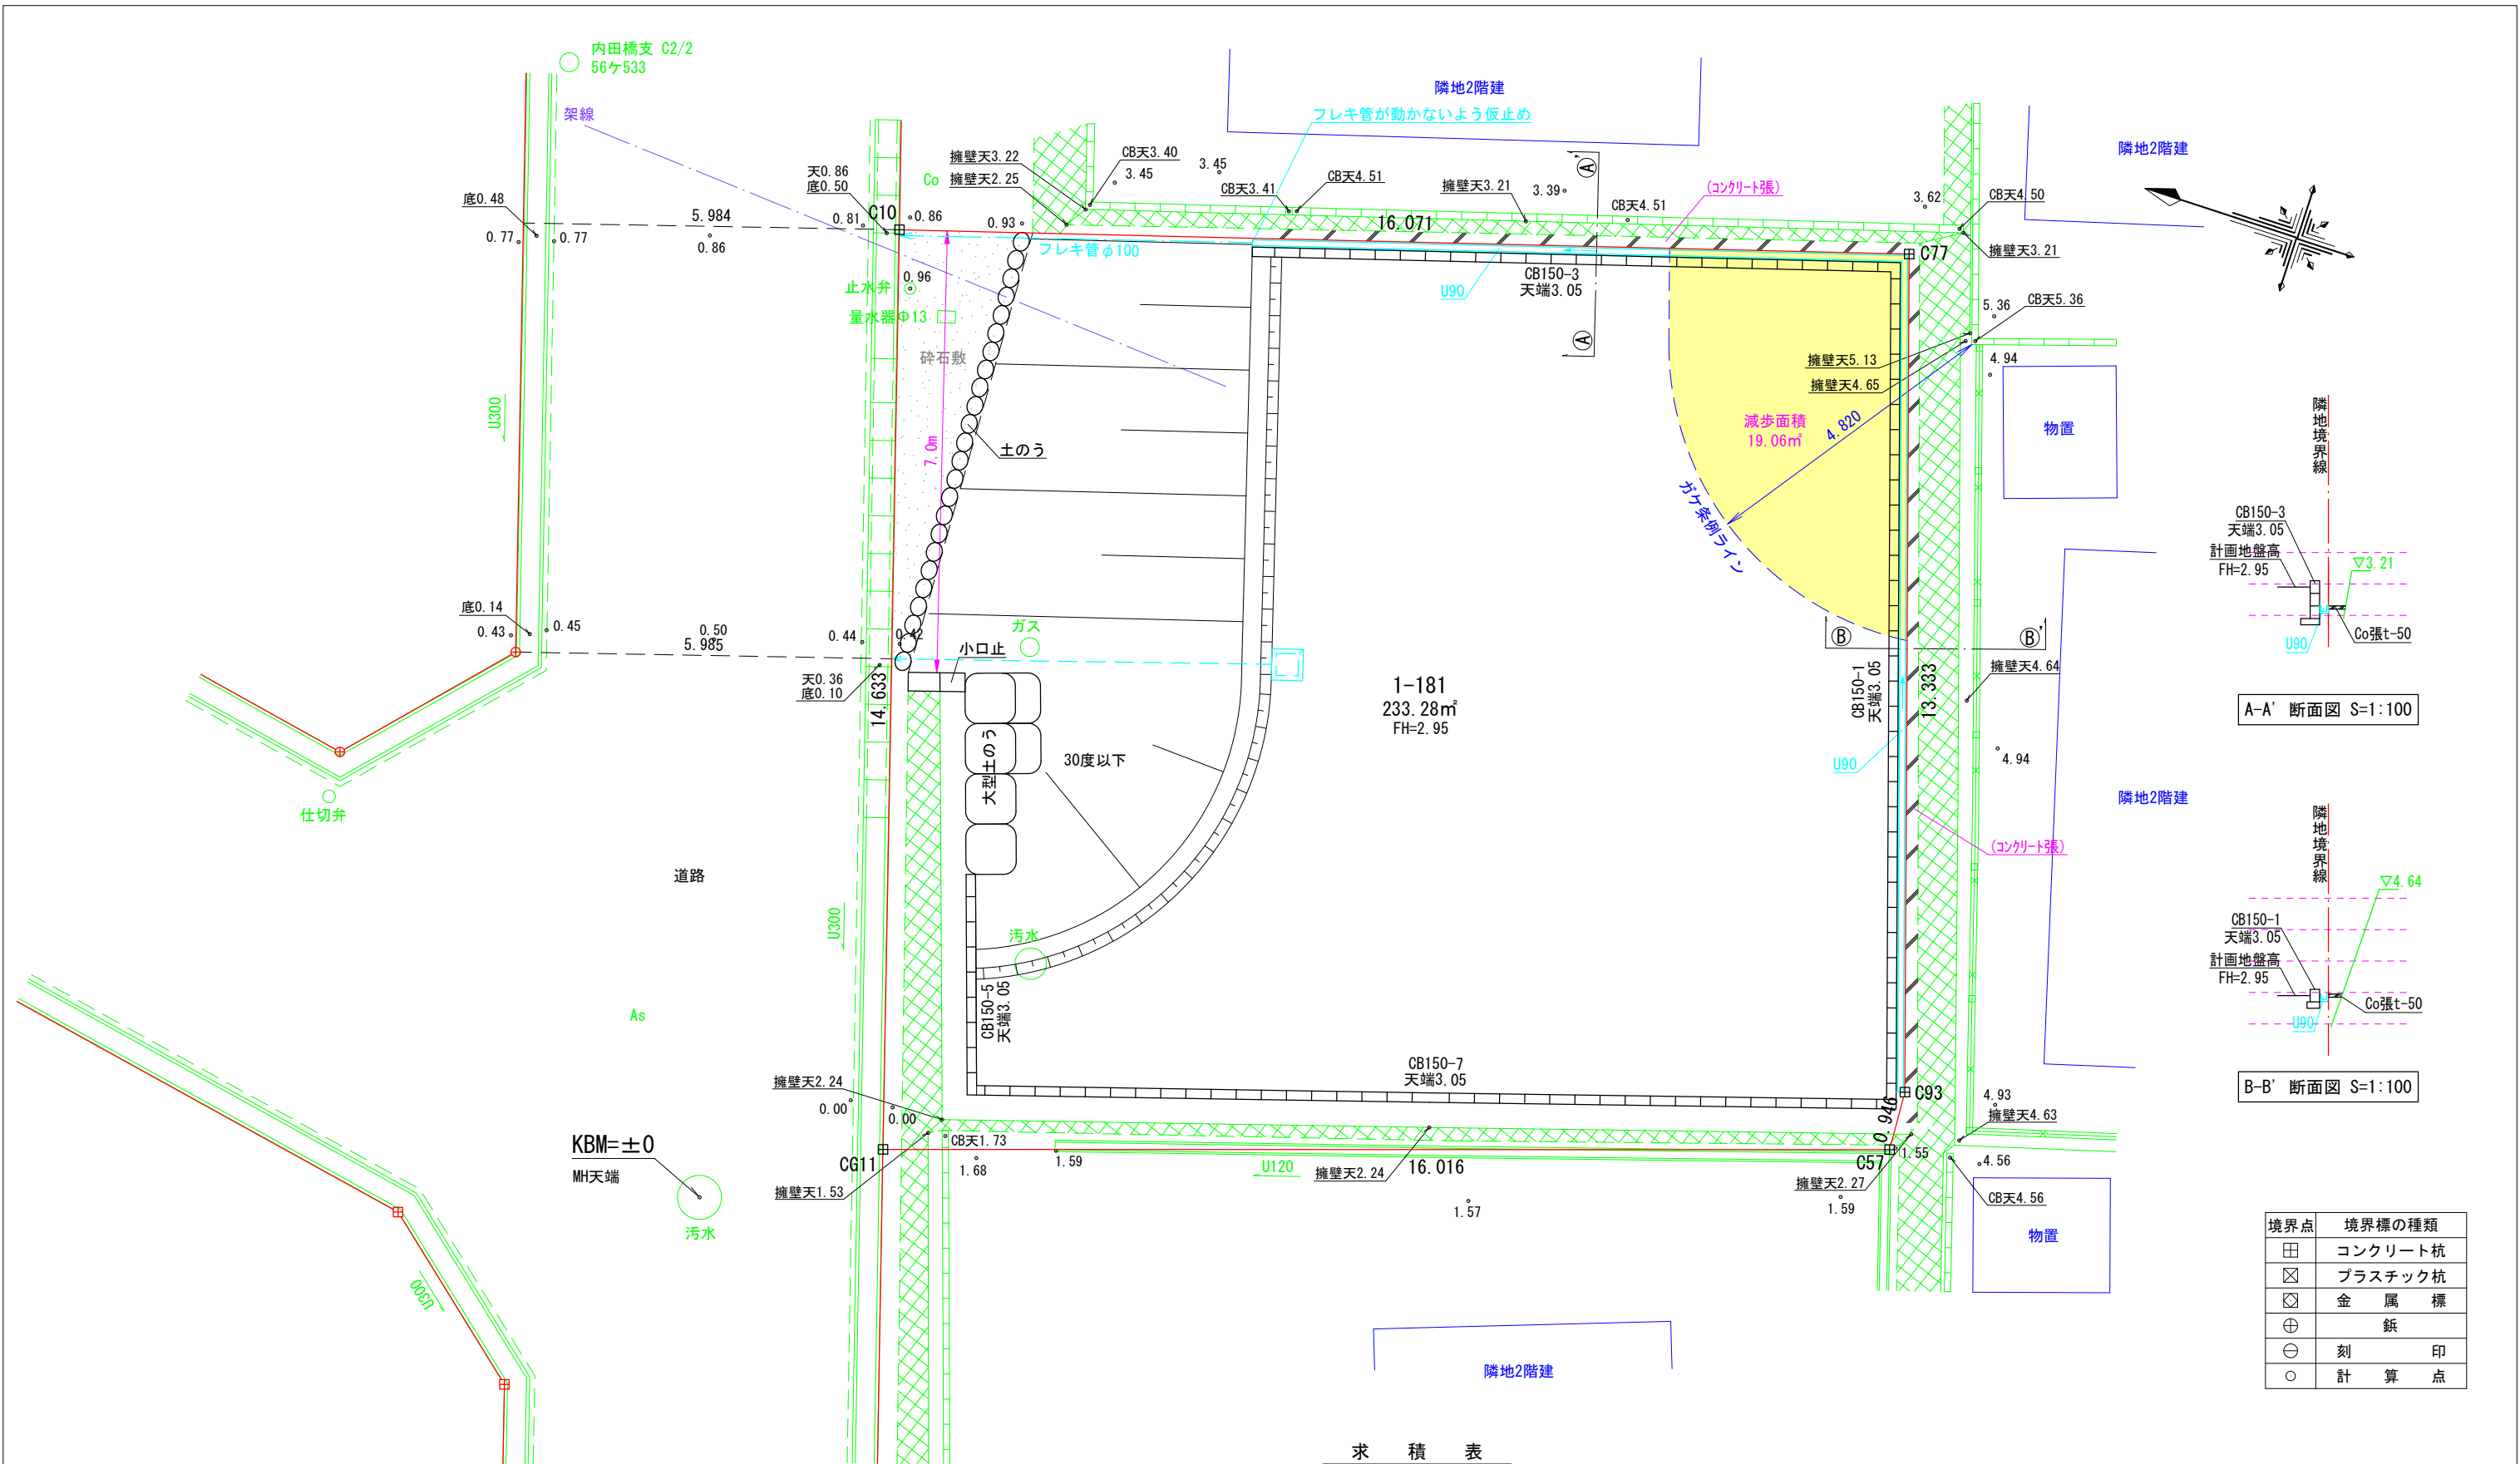 内田橋支 C2/2
56ケ533
架線
隣地2階建
フレキ管が動かないよう仮止め
隣地2階建
底0.48
0.77
0.77
5.984
0.86
天0.86
底0.50
0.81
C10
0.86
Co
擁壁天3.22
擁壁天2.25
0.93
CB天3.40
3.45
3.45
CB天3.41
CB天4.51
擁壁天3.21
3.39
A'
CB天4.51
(コンクリート張)
3.62
CB天4.50
擁壁天3.21
16.071
C77
フレキ管φ100
0.96
止水弁
量水器Φ13
砕石敷
U90
CB150-3
天端3.05
A
5.36
CB天5.36
擁壁天5.13
擁壁天4.65
4.94
減歩面積
19.06㎡
4.820
ガケ条例ライン
物置
U300
7.0m
土のう
底0.14
0.43
0.45
0.50
5.985
0.44
0.42
天0.36
底0.10
14.633
ガス
小口止
大型土のう
30度以下
1-181
233.28㎡
FH=2.95
B
B'
CB150-1
天端3.05
13.333
擁壁天4.64
4.94
U90
隣地2階建
(コンクリート張)
仕切弁
道路
U300
As
汚水
CB150-5
天端3.05
CB150-7
天端3.05
擁壁天2.24
0.00
0.00
KBM=±0
MH天端
汚水
CG11
擁壁天1.53
CB天1.73
1.68
1.59
U120
擁壁天2.24
16.016
1.57
C93
0.946
C57
1.55
擁壁天2.27
1.59
4.93
擁壁天4.63
4.56
CB天4.56
物置
U300
隣地2階建
求 積 表
隣地境界線
CB150-3
天端3.05
計画地盤高
FH=2.95
▽3.21
U90
Co張t-50
A-A' 断面図 S=1:100
隣地境界線
▽4.64
CB150-1
天端3.05
計画地盤高
FH=2.95
U90
Co張t-50
B-B' 断面図 S=1:100
境界点 境界標の種類
コンクリート杭
プラスチック杭
金 属 標
鋲
刻 印
計 算 点